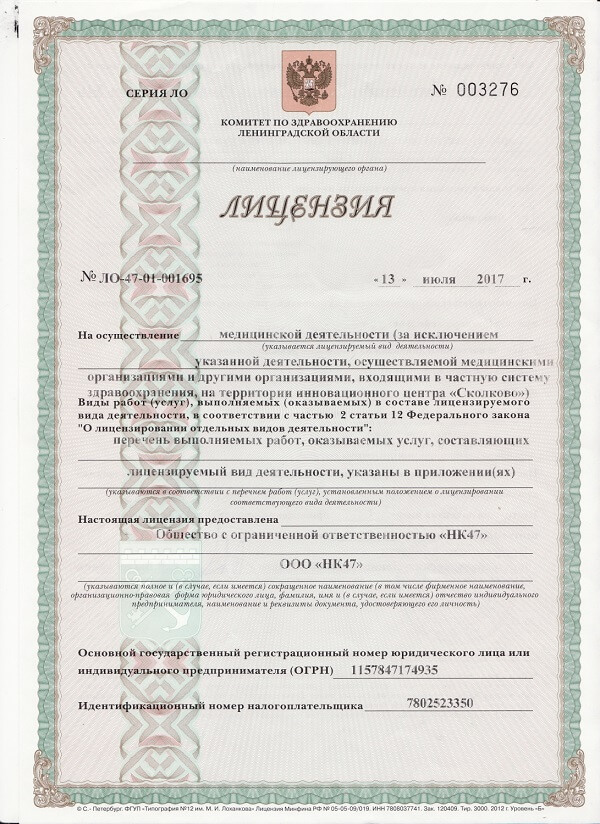 СЕРИЯ ЛО
№ 003276
КОМИТЕТ ПО ЗДРАВООХРАНЕНИЮ
ЛЕНИНГРАДСКОЙ ОБЛАСТИ
(наименование лицензирующего органа)
ЛИЦЕНЗИЯ
№ ЛО-47-01-001695 « 13 » июля 2017 г.
На осуществление медицинской деятельности (за исключением
(указывается лицензируемый вид деятельности)
указанной деятельности, осуществляемой медицинскими
организациями и другими организациями, входящими в частную систему
здравоохранения, на территории инновационного центра «Сколково»)
Виды работ (услуг), выполняемых (оказываемых) в составе лицензируемого
вида деятельности, в соответствии с частью 2 статьи 12 Федерального закона
"О лицензировании отдельных видов деятельности":
перечень выполняемых работ, оказываемых услуг, составляющих
лицензируемый вид деятельности, указаны в приложении(ях)
(указываются в соответствии с перечнем работ (услуг), установленным положением о лицензировании
соответствующего вида деятельности)
Настоящая лицензия предоставлена
Общество с ограниченной ответственностью «НК47»
ООО «НК47»
(указываются полное и (в случае, если имеется) сокращенное наименование (в том числе фирменное наименование,
организационно-правовая форма юридического лица, фамилия, имя и (в случае, если имеется) отчество индивидуального
предпринимателя, наименование и реквизиты документа, удостоверяющего его личность)
Основной государственный регистрационный номер юридического лица или
индивидуального предпринимателя (ОГРН) 1157847174935
Идентификационный номер налогоплательщика 7802523350
© С.- Петербург. ФГУП «Типография №12 им. М. И. Лоханкова» Лицензия Минфина РФ № 05-05-09/019. ИНН 7808037741. Зак. 120409. Тир. 3000. 2012 г. Уровень «Б»